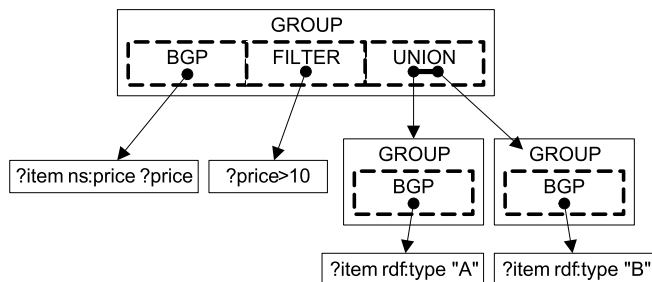 GROUP
BGP FILTER UNION
GROUP GROUP
?item ns:price ?price ?price>10
BGP BGP
?item rdf:type "A" ?item rdf:type "B"